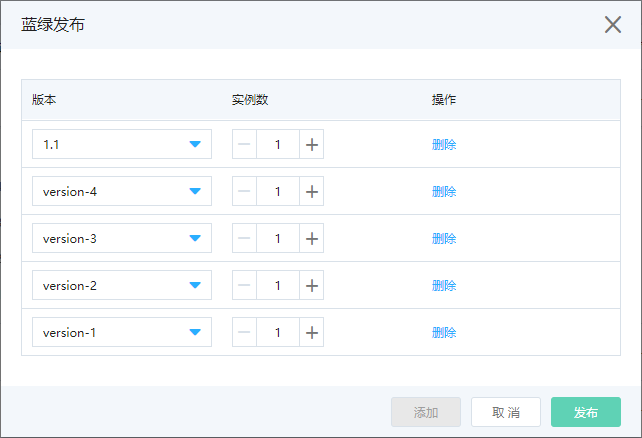 蓝绿发布
版本 实例数 操作
1.1 1 删除
version-4 1 删除
version-3 1 删除
version-2 1 删除
version-1 1 删除
添加 取消 发布